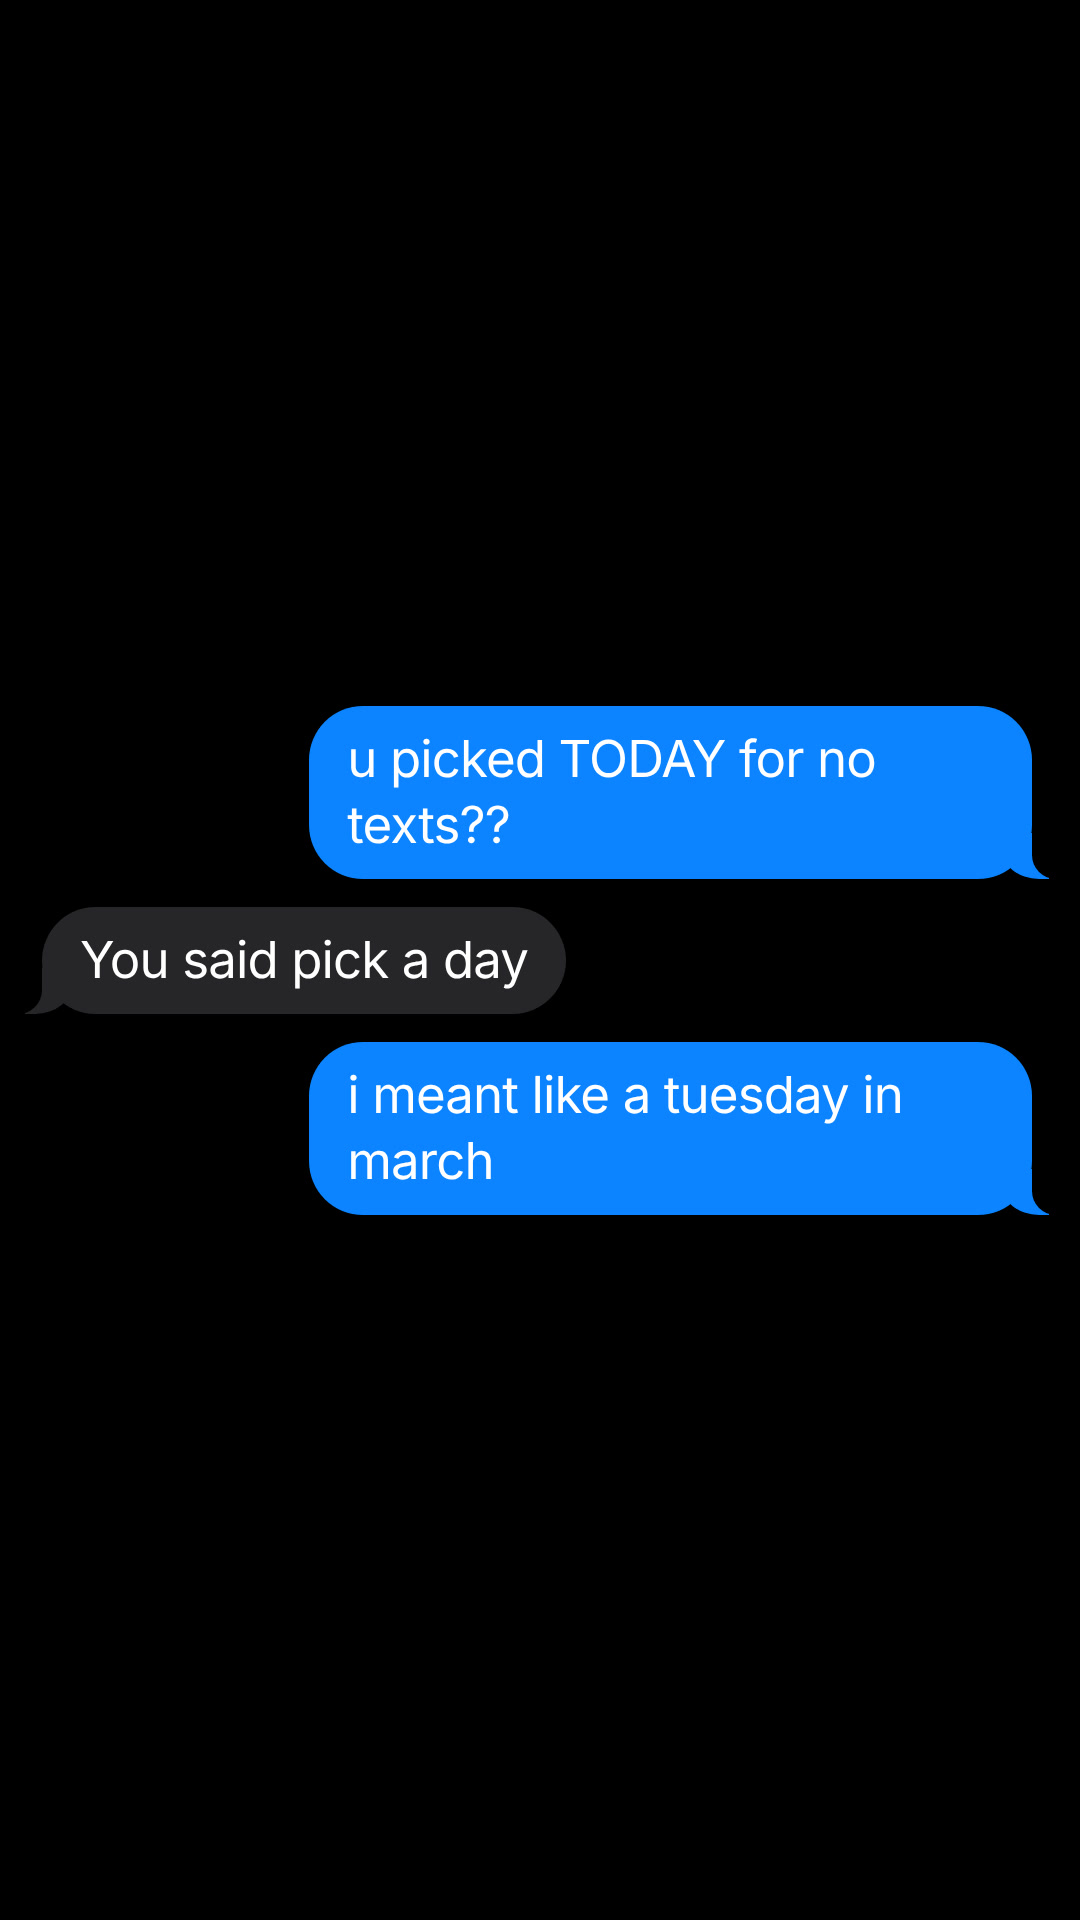 u picked TODAY for no
texts??
You said pick a day
i meant like a tuesday in
march